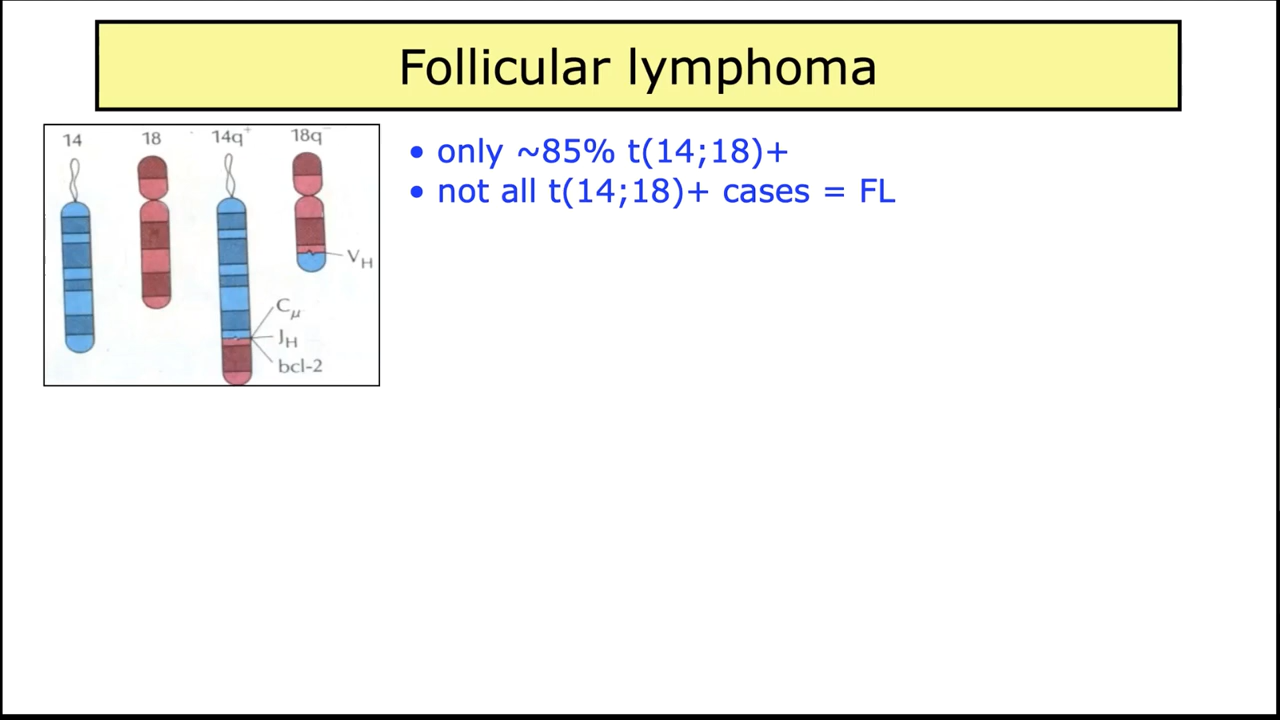 Follicular lymphoma
14 18 14q+ 18q−
VH
Cμ
JH
bcl-2
• only ~85% t(14;18)+
• not all t(14;18)+ cases = FL